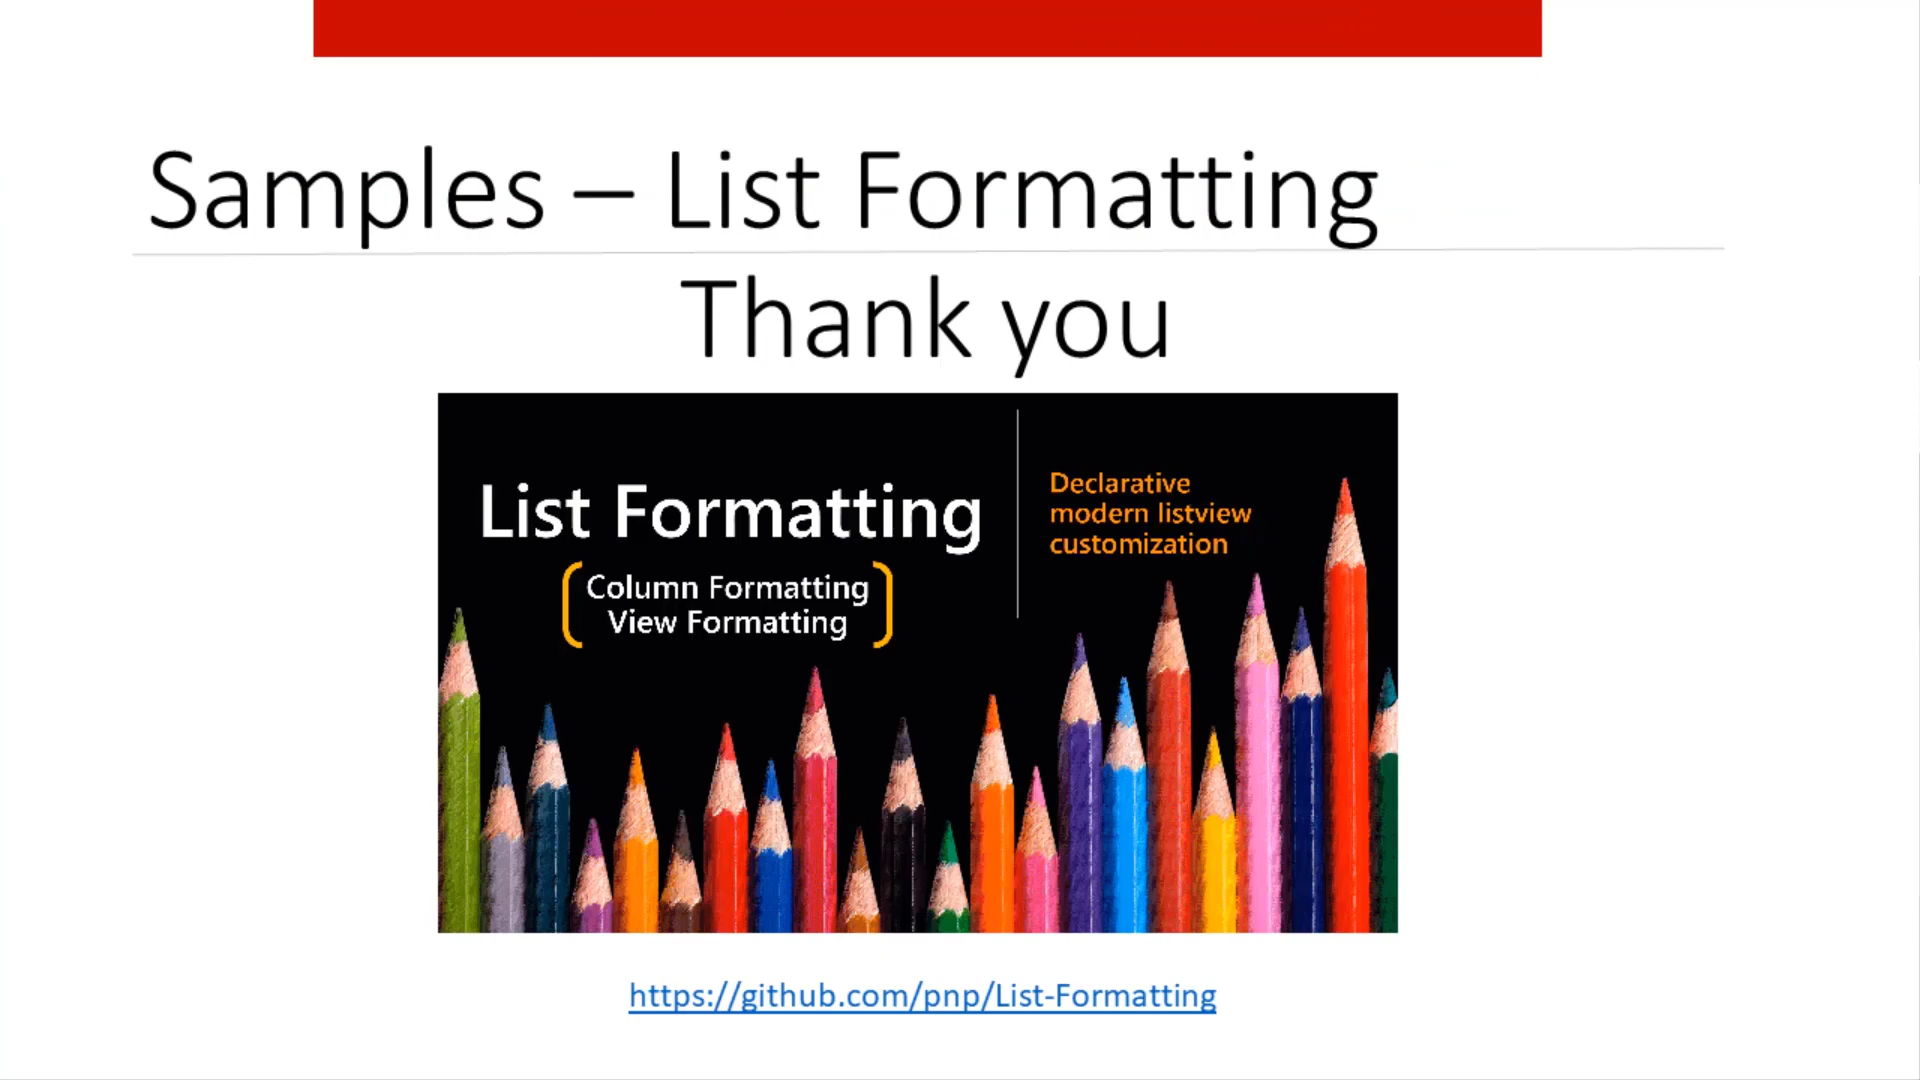 Samples – List Formatting
Thank you
List Formatting
Column Formatting
View Formatting
Declarative
modern listview
customization
https://github.com/pnp/List-Formatting